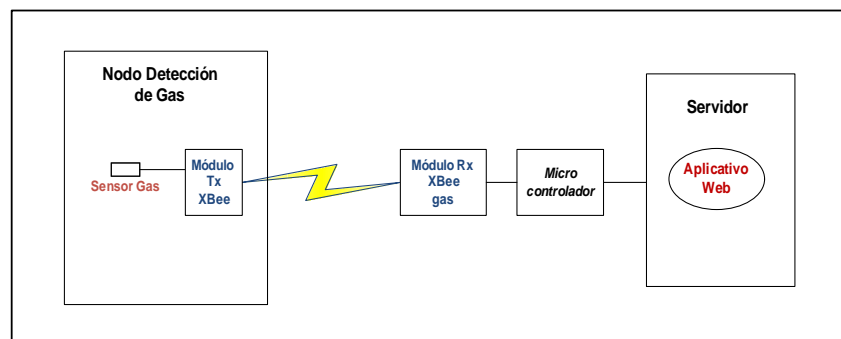 Nodo Detección
de Gas
Sensor Gas
Módulo
Tx
XBee
Módulo Rx
XBee
gas
Micro
controlador
Servidor
Aplicativo
Web